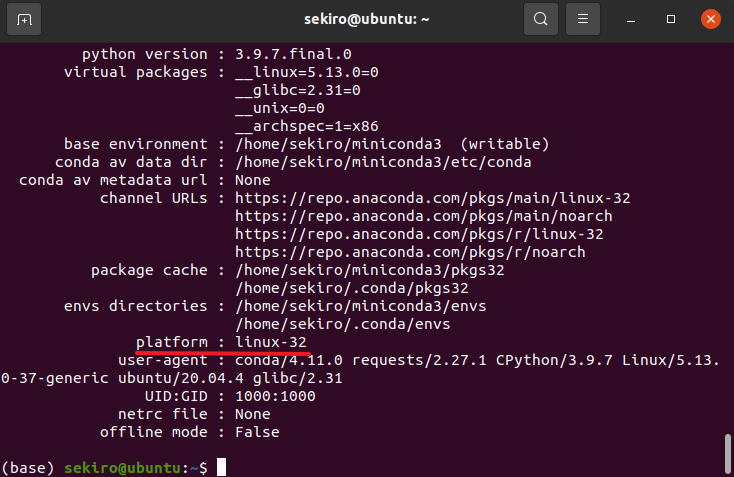 sekiro@ubuntu: ~
python version : 3.9.7.final.0
virtual packages : __linux=5.13.0=0
__glibc=2.31=0
__unix=0=0
__archspec=1=x86
base environment : /home/sekiro/miniconda3  (writable)
conda av data dir : /home/sekiro/miniconda3/etc/conda
conda av metadata url : None
channel URLs : https://repo.anaconda.com/pkgs/main/linux-32
https://repo.anaconda.com/pkgs/main/noarch
https://repo.anaconda.com/pkgs/r/linux-32
https://repo.anaconda.com/pkgs/r/noarch
package cache : /home/sekiro/miniconda3/pkgs32
/home/sekiro/.conda/pkgs32
envs directories : /home/sekiro/miniconda3/envs
/home/sekiro/.conda/envs
platform : linux-32
user-agent : conda/4.11.0 requests/2.27.1 CPython/3.9.7 Linux/5.13.
0-37-generic ubuntu/20.04.4 glibc/2.31
UID:GID : 1000:1000
netrc file : None
offline mode : False
(base) sekiro@ubuntu:~$